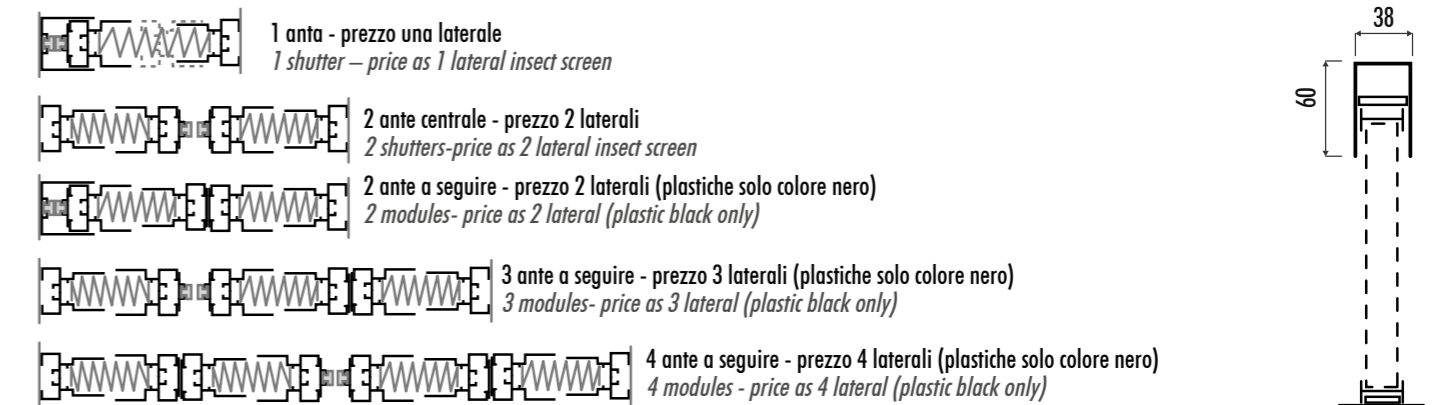 1 anta - prezzo una laterale
1 shutter – price as 1 lateral insect screen
2 ante centrale - prezzo 2 laterali
2 shutters-price as 2 lateral insect screen
2 ante a seguire - prezzo 2 laterali (plastiche solo colore nero)
2 modules- price as 2 lateral (plastic black only)
3 ante a seguire - prezzo 3 laterali (plastiche solo colore nero)
3 modules- price as 3 lateral (plastic black only)
4 ante a seguire - prezzo 4 laterali (plastiche solo colore nero)
4 modules - price as 4 lateral (plastic black only)
38
60